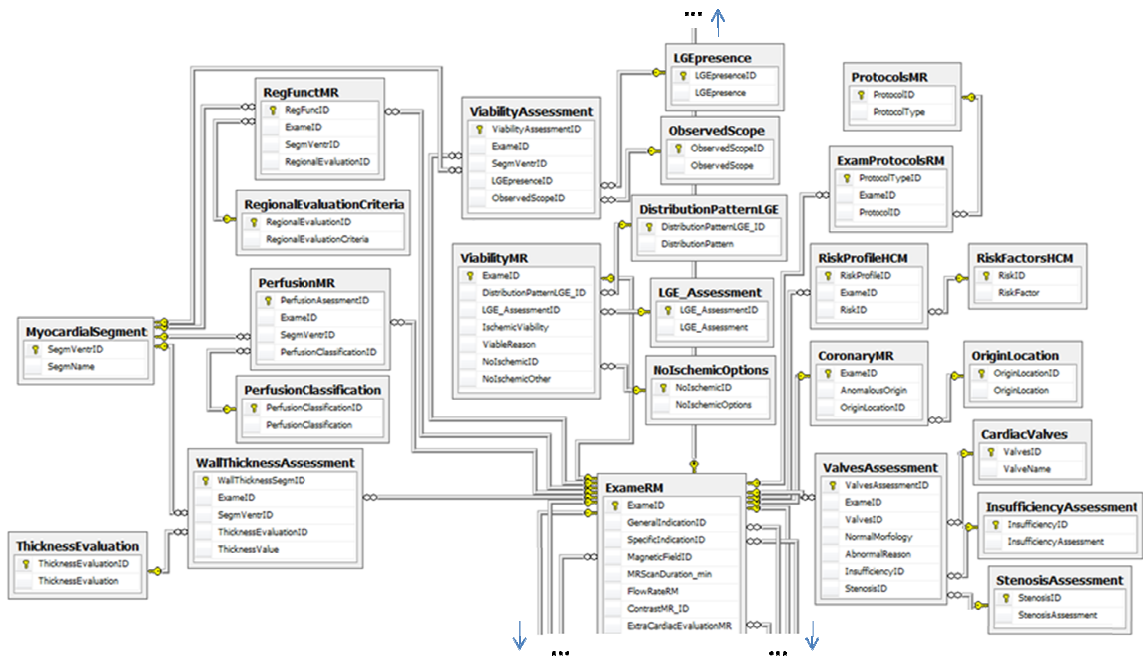 ...
LGEpresence
LGEpresenceID
LGEpresence
ProtocolsMR
ProtocolID
ProtocolType
RegFunctMR
RegFuncID
ExameID
SegmVentrID
RegionalEvaluationID
ViabilityAssessment
ViabilityAssessmentID
ExameID
SegmVentrID
LGEpresenceID
ObservedScopeID
ObservedScope
ObservedScopeID
ObservedScope
ExamProtocolsRM
ProtocolTypeID
ExameID
ProtocolID
RegionalEvaluationCriteria
RegionalEvaluationID
RegionalEvaluationCriteria
DistributionPatternLGE
DistributionPatternLGE_ID
DistributionPattern
ViabilityMR
ExameID
DistributionPatternLGE_ID
LGE_AssessmentID
IschemicViability
ViableReason
NoIschemicID
NoIschemicOther
RiskProfileHCM
RiskProfileID
ExameID
RiskID
RiskFactorsHCM
RiskID
RiskFactor
PerfusionMR
PerfusionAsessmentID
ExameID
SegmVentrID
PerfusionClassificationID
LGE_Assessment
LGE_AssessmentID
LGE_Assessment
MyocardialSegment
SegmVentrID
SegmName
CoronaryMR
ExameID
AnomalousOrigin
OriginLocationID
OriginLocation
OriginLocationID
OriginLocation
NoIschemicOptions
NoIschemicID
NoIschemicOptions
PerfusionClassification
PerfusionClassificationID
PerfusionClassification
CardiacValves
ValvesID
ValveName
WallThicknessAssessment
WallThicknessSegmID
ExameID
SegmVentrID
ThicknessEvaluationID
ThicknessValue
ValvesAssessment
ValvesAssessmentID
ExameID
ValvesID
NormalMorfology
AbnormalReason
InsufficiencyID
StenosisID
ExameRM
ExameID
GeneralIndicationID
SpecificIndicationID
MagneticFieldID
MRScanDuration_min
FlowRateRM
ContrastMR_ID
ExtraCardiacEvaluationMR
InsufficiencyAssessment
InsufficiencyID
InsufficiencyAssessment
ThicknessEvaluation
ThicknessEvaluationID
ThicknessEvaluation
StenosisAssessment
StenosisID
StenosisAssessment
...
...